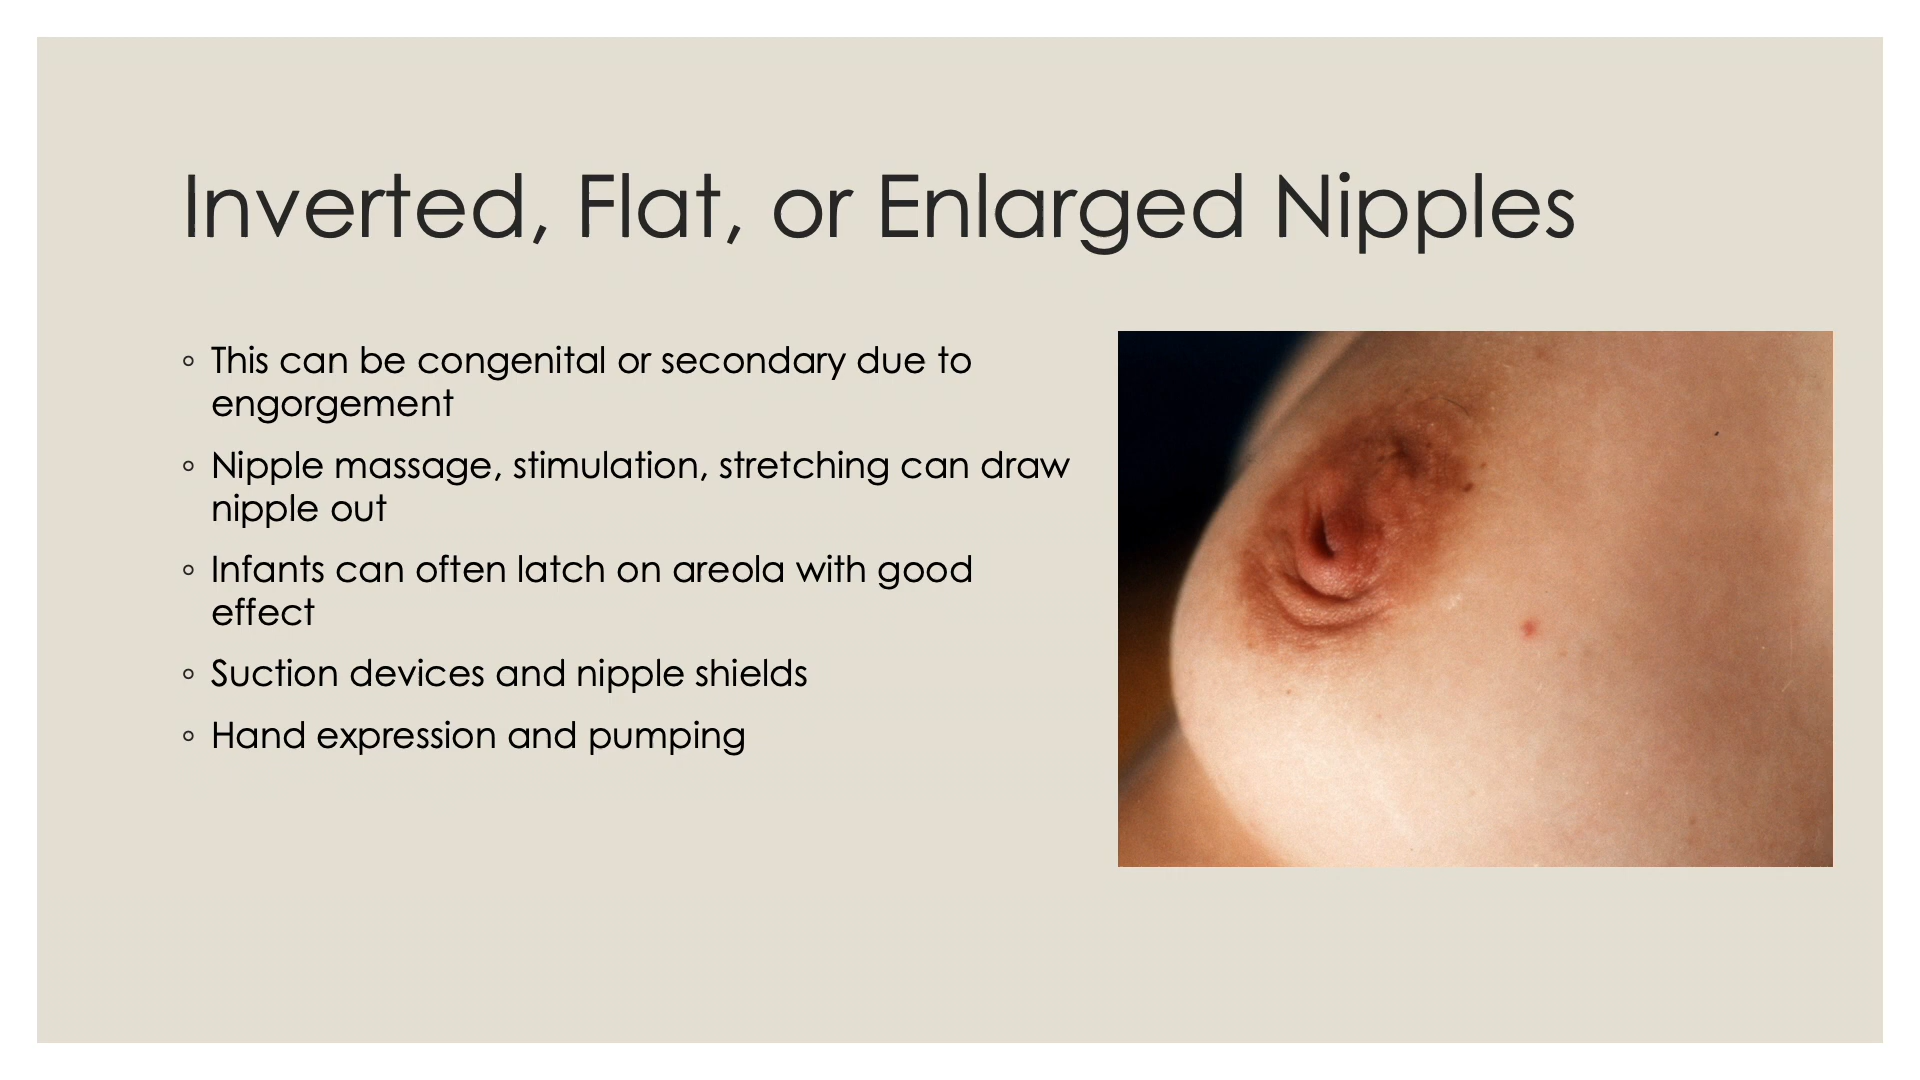 Inverted, Flat, or Enlarged Nipples
◦ This can be congenital or secondary due to
engorgement
◦ Nipple massage, stimulation, stretching can draw
nipple out
◦ Infants can often latch on areola with good
effect
◦ Suction devices and nipple shields
◦ Hand expression and pumping